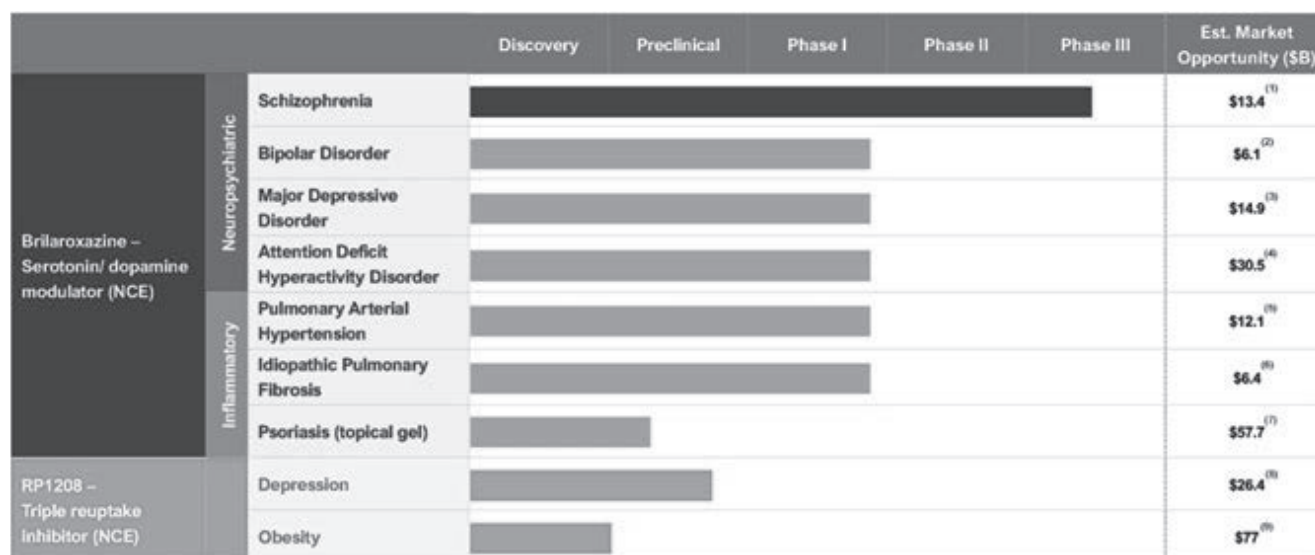 Discovery Preclinical Phase I Phase II Phase III Est. Market
Opportunity ($B)
Brilaroxazine –
Serotonin/ dopamine
modulator (NCE)
Neuropsychiatric
Schizophrenia $13.4 (1)
Bipolar Disorder $6.1 (2)
Major Depressive
Disorder $14.9 (3)
Attention Deficit
Hyperactivity Disorder $30.5 (4)
Inflammatory
Pulmonary Arterial
Hypertension $12.1 (5)
Idiopathic Pulmonary
Fibrosis $6.4 (6)
Psoriasis (topical gel) $57.7 (7)
RP1208 –
Triple reuptake
inhibitor (NCE)
Depression $26.4 (8)
Obesity $77 (9)